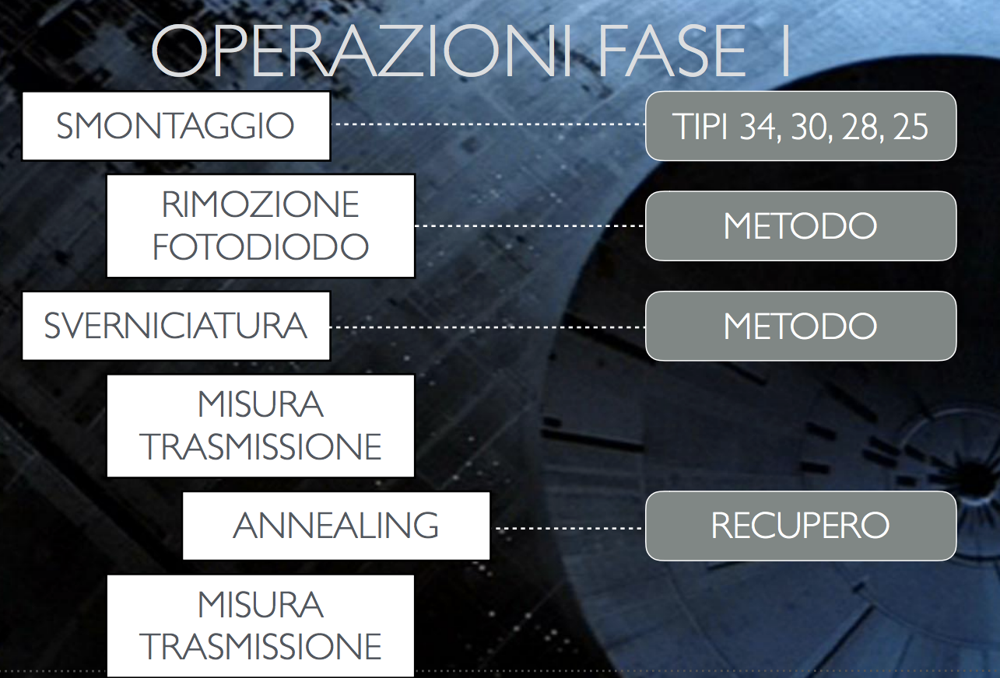 OPERAZIONI FASE 1
SMONTAGGIO
TIPI 34, 30, 28, 25
RIMOZIONE
FOTODIODO
METODO
SVERNICIATURA
METODO
MISURA
TRASMISSIONE
ANNEALING
RECUPERO
MISURA
TRASMISSIONE